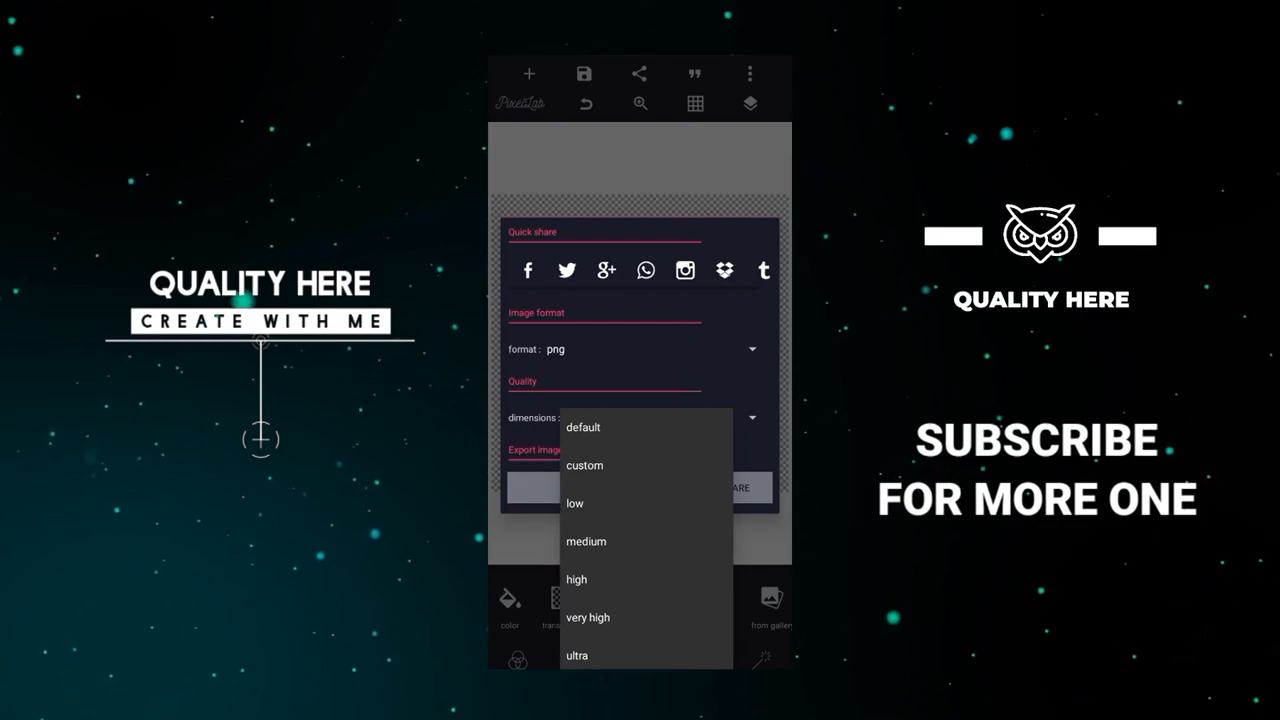 QUALITY HERE
CREATE WITH ME
PixelLab
Quick share
Image format
format : png
Quality
dimensions :
default
custom
low
medium
high
very high
ultra
Export image
ARE
color
trans
from gallery
QUALITY HERE
SUBSCRIBE
FOR MORE ONE